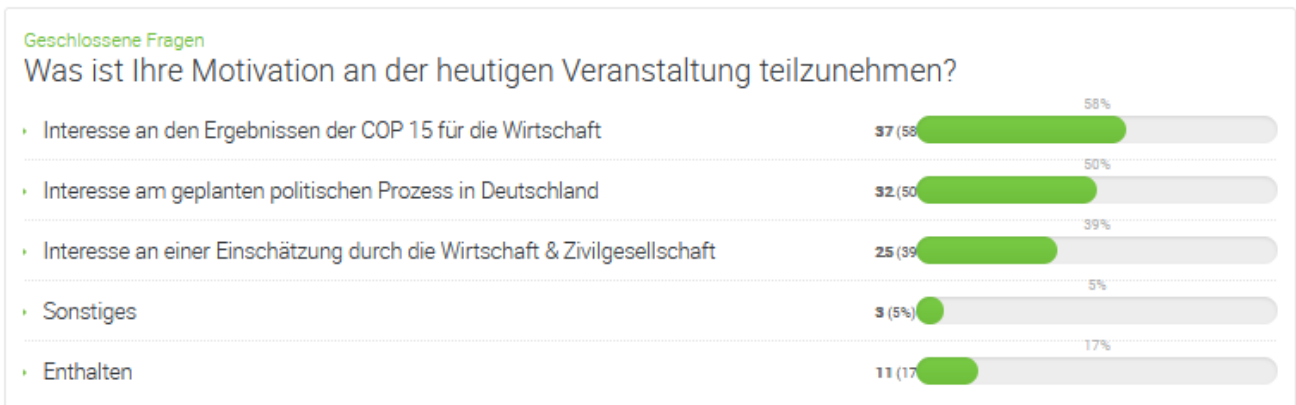 Geschlossene Fragen
Was ist Ihre Motivation an der heutigen Veranstaltung teilzunehmen?
58%
Interesse an den Ergebnissen der COP 15 für die Wirtschaft 37 (58
50%
Interesse am geplanten politischen Prozess in Deutschland 32 (50
39%
Interesse an einer Einschätzung durch die Wirtschaft & Zivilgesellschaft 25 (39
5%
Sonstiges 3 (5%)
17%
Enthalten 11 (17